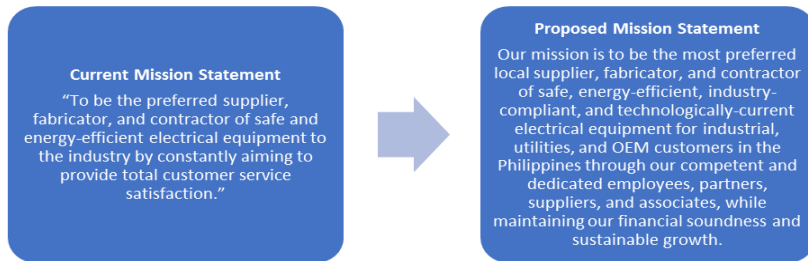 Current Mission Statement
“To be the preferred supplier,
fabricator, and contractor of safe and
energy-efficient electrical equipment to
the industry by constantly aiming to
provide total customer service
satisfaction.”
Proposed Mission Statement
Our mission is to be the most preferred
local supplier, fabricator, and contractor
of safe, energy-efficient, industry-
compliant, and technologically-current
electrical equipment for industrial,
utilities, and OEM customers in the
Philippines through our competent and
dedicated employees, partners,
suppliers, and associates, while
maintaining our financial soundness and
sustainable growth.